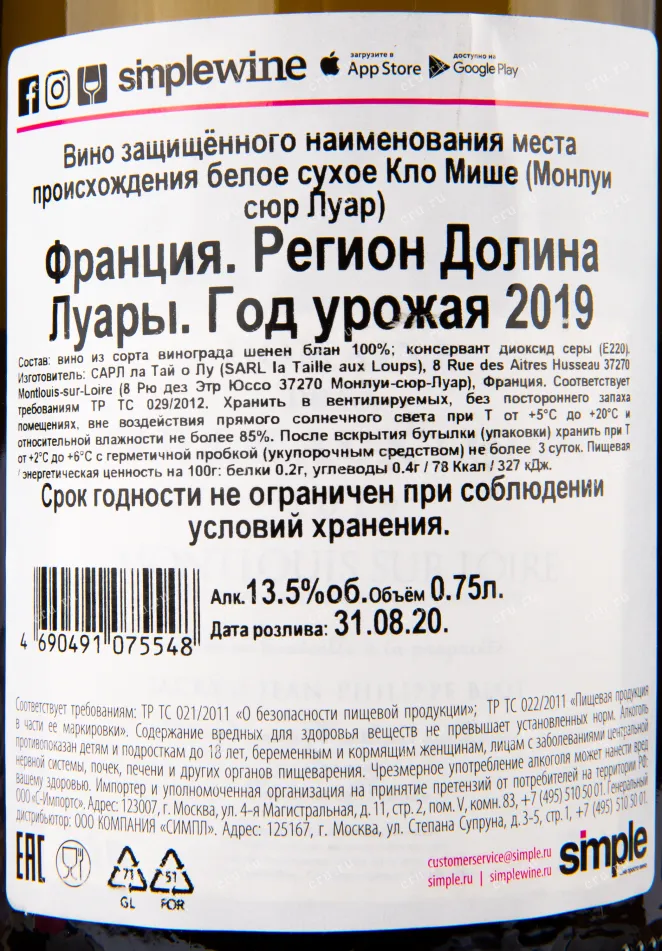 simplewine загрузите в App Store доступно на Google Play
Вино защищённого наименования места
происхождения белое сухое Кло Мише (Монлуи
сюр Луар)
Франция. Регион Долина
Луары. Год урожая 2019
Состав: вино из сорта винограда шенен блан 100%; консервант диоксид серы (E220).
Изготовитель: САРЛ ла Тай о Лу (SARL la Taille aux Loups), 8 Rue des Aitres Husseau 37270
Montlouis-sur-Loire (8 Рю дез Этр Юссо 37270 Монлуи-сюр-Луар), Франция. Соответствует
требованиям ТР ТС 029/2012. Хранить в вентилируемых, без постороннего запаха
помещениях, вне воздействия прямого солнечного света при Т от +5°С до +20°С и
относительной влажности не более 85%. После вскрытия бутылки (упаковки) хранить при Т
от +2°С до +6°С с герметичной пробкой (укупорочным средством) не более 3 суток. Пищевая
энергетическая ценность на 100г: белки 0.2г, углеводы 0.4г / 78 Ккал / 327 кДж.
Срок годности не ограничен при соблюдении
условий хранения.
Алк.13.5%об.Объём 0.75л.
Дата розлива: 31.08.20.
4 690491 075548
Соответствует требованиям: ТР ТС 021/2011 «О безопасности пищевой продукции»; ТР ТС 022/2011 «Пищевая продукция
в части ее маркировки». Содержание вредных для здоровья веществ не превышает установленных норм. Алкоголь
противопоказан детям и подросткам до 18 лет, беременным и кормящим женщинам, лицам с заболеваниями центральной
нервной системы, почек, печени и других органов пищеварения. Чрезмерное употребление алкоголя может нанести вред
вашему здоровью. Импортер и уполномоченная организация на принятие претензий от потребителей на территории РФ:
ООО «С-Импортс». Адрес: 123007, г. Москва, ул. 4-я Магистральная, д. 11, стр. 2, пом. V, комн. 83, +7 (495) 510 50 01. Генеральный
дистрибьютор: ООО КОМПАНИЯ «СИМПЛ». Адрес: 125167, г. Москва, ул. Степана Супруна, д. 3-5, стр. 1, +7 (495) 510 50 01.
EAC
71
GL
51
FOR
customerservice@simple.ru
simple.ru | simplewine.ru
simple